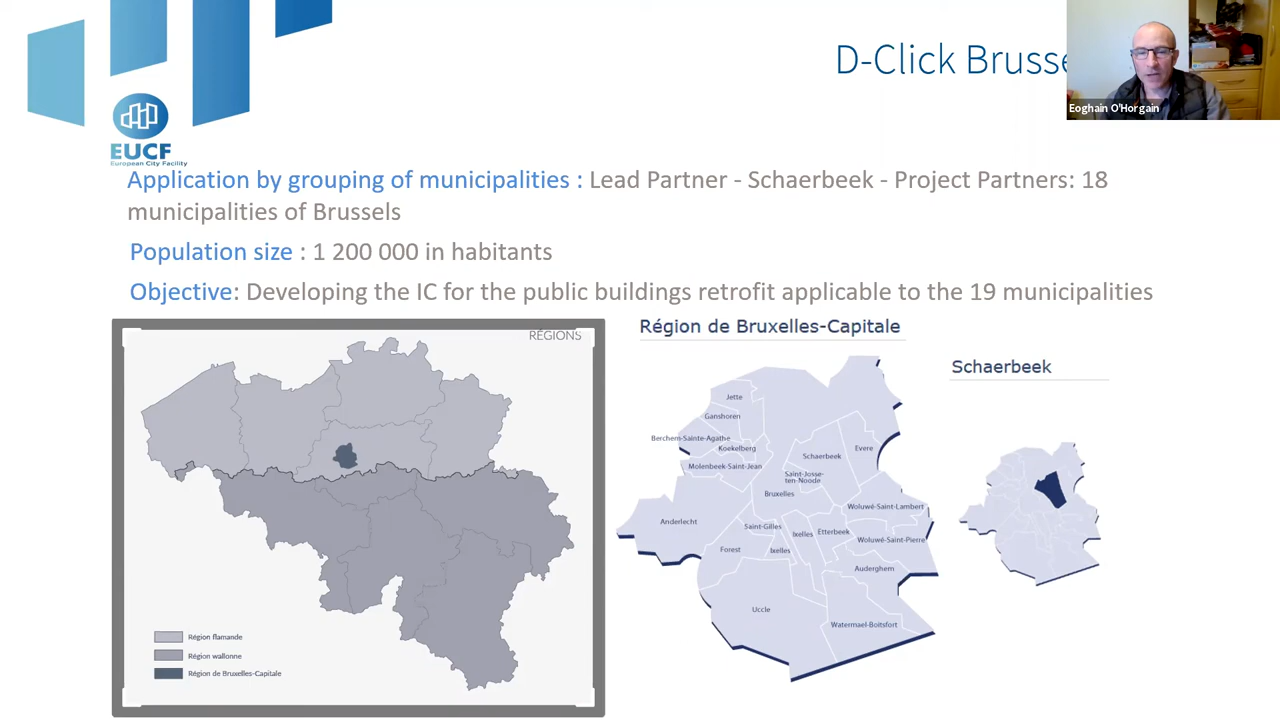 D-Click Brusse
Eoghain O'Horgain
EUCF
European City Facility
Application by grouping of municipalities : Lead Partner - Schaerbeek - Project Partners: 18
municipalities of Brussels
Population size : 1 200 000 in habitants
Objective: Developing the IC for the public buildings retrofit applicable to the 19 municipalities
RÉGIONS
Région flamande
Région wallonne
Région de Bruxelles-Capitale
Région de Bruxelles-Capitale
Jette
Ganshoren
Berchem-Sainte-Agathe
Koekelberg
Molenbeek-Saint-Jean
Schaerbeek
Evere
Saint-Josse-
ten-Noode
Bruxelles
Anderlecht
Saint-Gilles
Ixelles
Etterbeek
Woluwé-Saint-Lambert
Woluwé-Saint-Pierre
Forest
Ixelles
Auderghem
Uccle
Watermael-Boitsfort
Schaerbeek